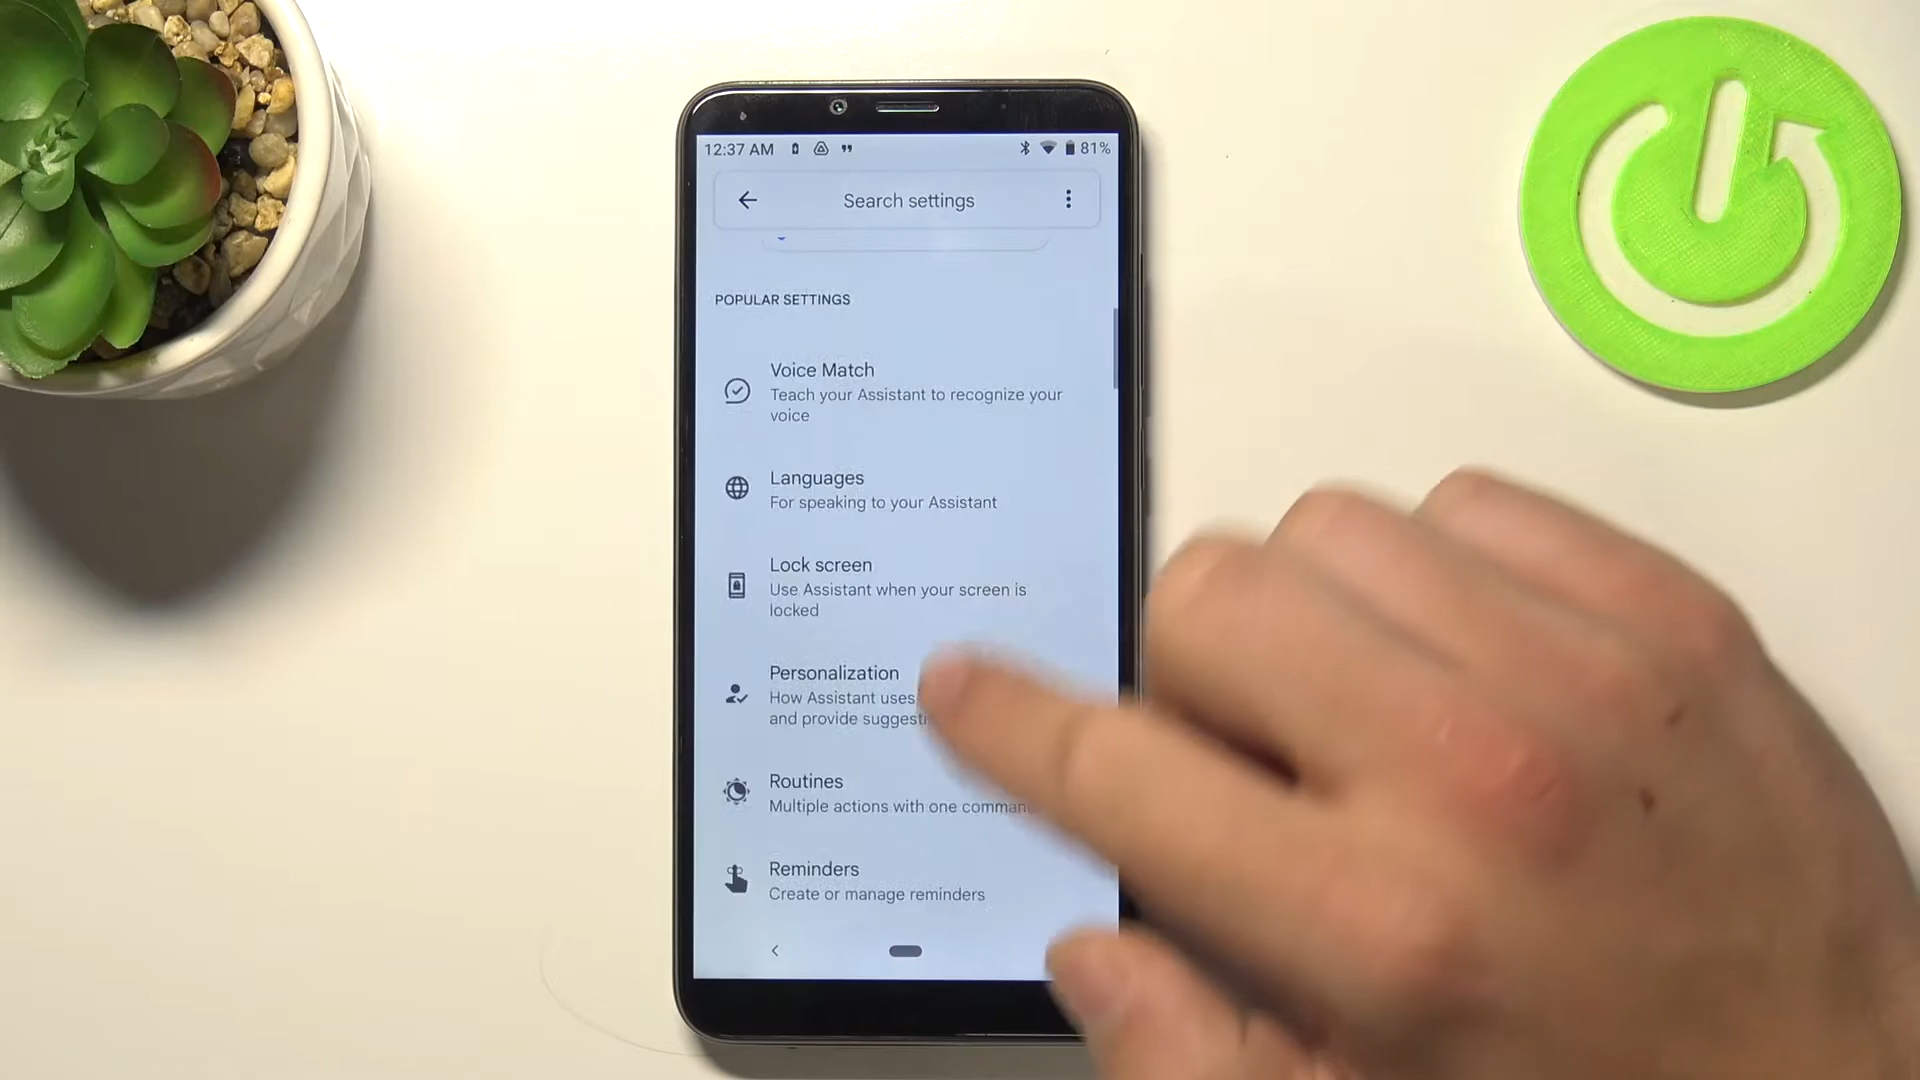 12:37 AM
81%
Search settings
POPULAR SETTINGS
Voice Match
Teach your Assistant to recognize your
voice
Languages
For speaking to your Assistant
Lock screen
Use Assistant when your screen is
locked
Personalization
How Assistant uses
and provide
Routines
Multiple actions with one
Reminders
Create or manage reminders